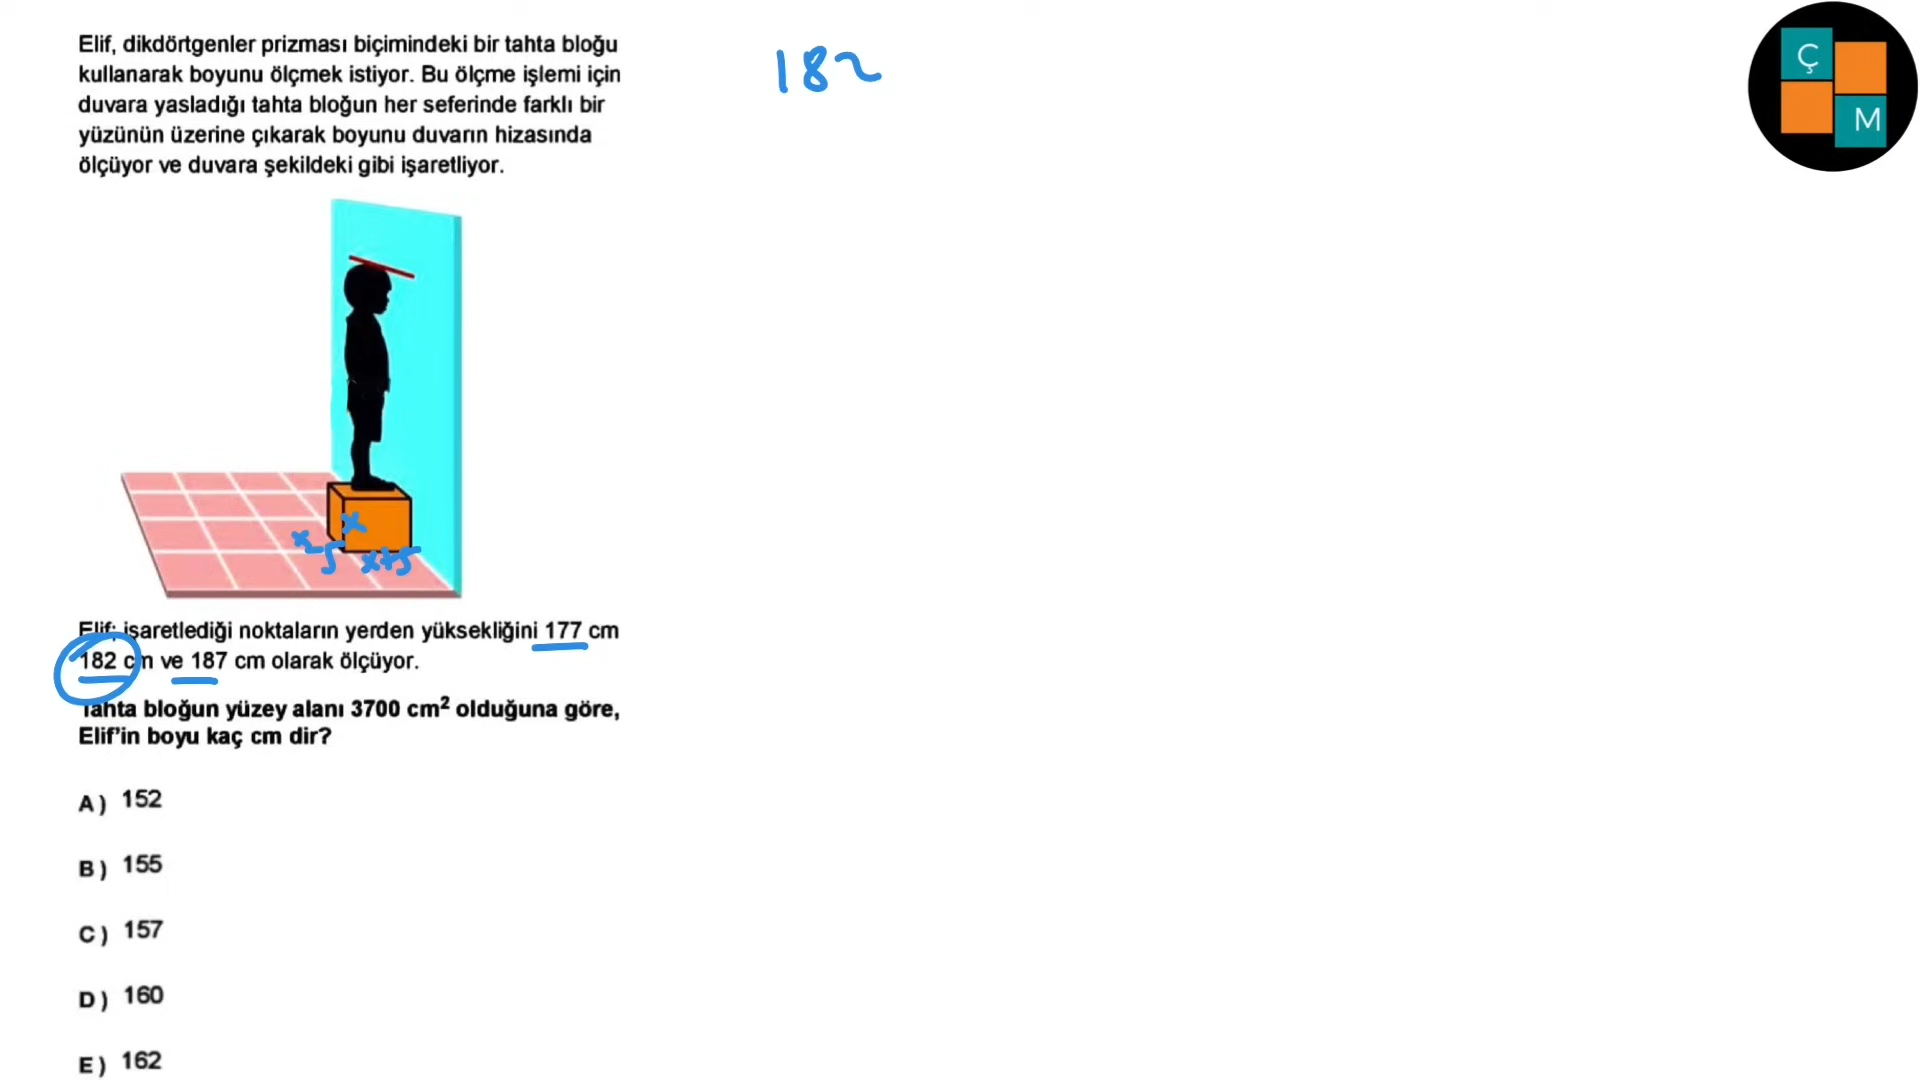 Elif, dikdörtgenler prizması biçimindeki bir tahta bloğu
kullanarak boyunu ölçmek istiyor. Bu ölçme işlemi için
duvara yasladığı tahta bloğun her seferinde farklı bir
yüzünün üzerine çıkarak boyunu duvarın hizasında
ölçüyor ve duvara şekildeki gibi işaretliyor.
182
Ç
M
x
x-5
x+5
Elif; işaretlediği noktaların yerden yüksekliğini 177 cm
182 cm ve 187 cm olarak ölçüyor.
Tahta bloğun yüzey alanı 3700 cm² olduğuna göre,
Elif'in boyu kaç cm dir?
A) 152
B) 155
C) 157
D) 160
E) 162